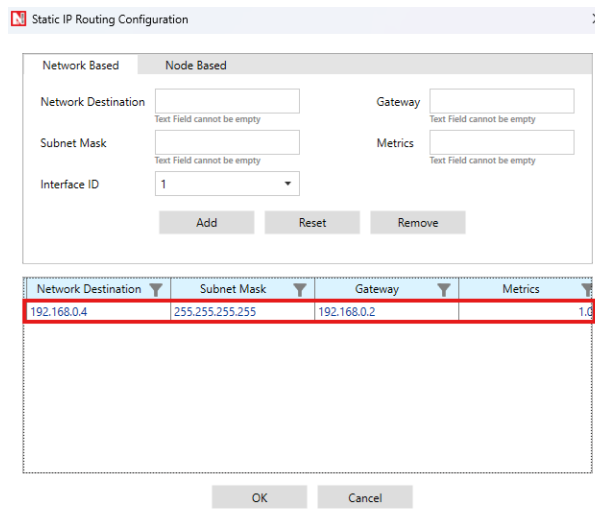 Static IP Routing Configuration
Network Based Node Based
Network Destination Gateway
Text Field cannot be empty Text Field cannot be empty
Subnet Mask Metrics
Text Field cannot be empty Text Field cannot be empty
Interface ID 1
Add Reset Remove
Network Destination Subnet Mask Gateway Metrics
192.168.0.4 255.255.255.255 192.168.0.2 1.0
OK Cancel